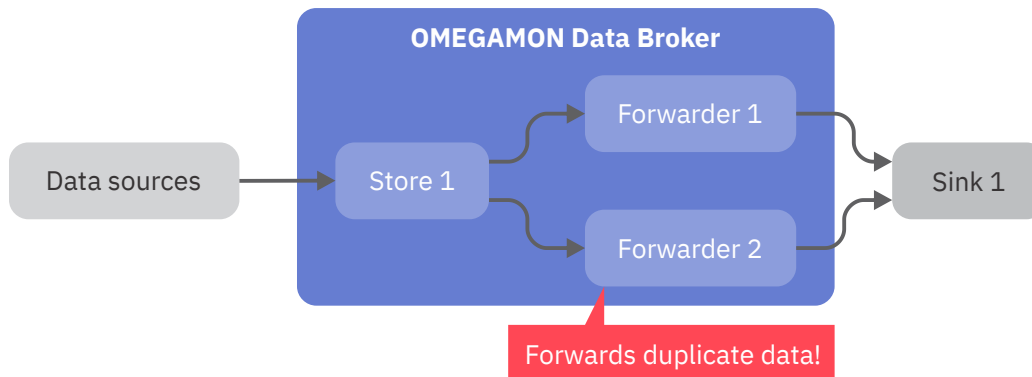 OMEGAMON Data Broker
Forwarder 1
Data sources
Store 1
Sink 1
Forwarder 2
Forwards duplicate data!